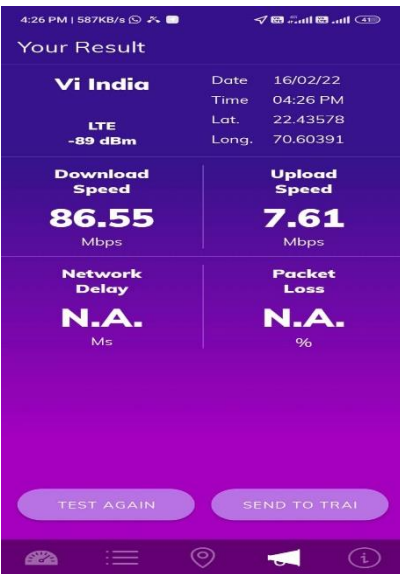 4:26 PM | 587KB/s
41
Your Result
Vi India
LTE
-89 dBm
Date 16/02/22
Time 04:26 PM
Lat. 22.43578
Long. 70.60391
Download
Speed
86.55
Mbps
Upload
Speed
7.61
Mbps
Network
Delay
N.A.
Ms
Packet
Loss
N.A.
%
TEST AGAIN
SEND TO TRAI